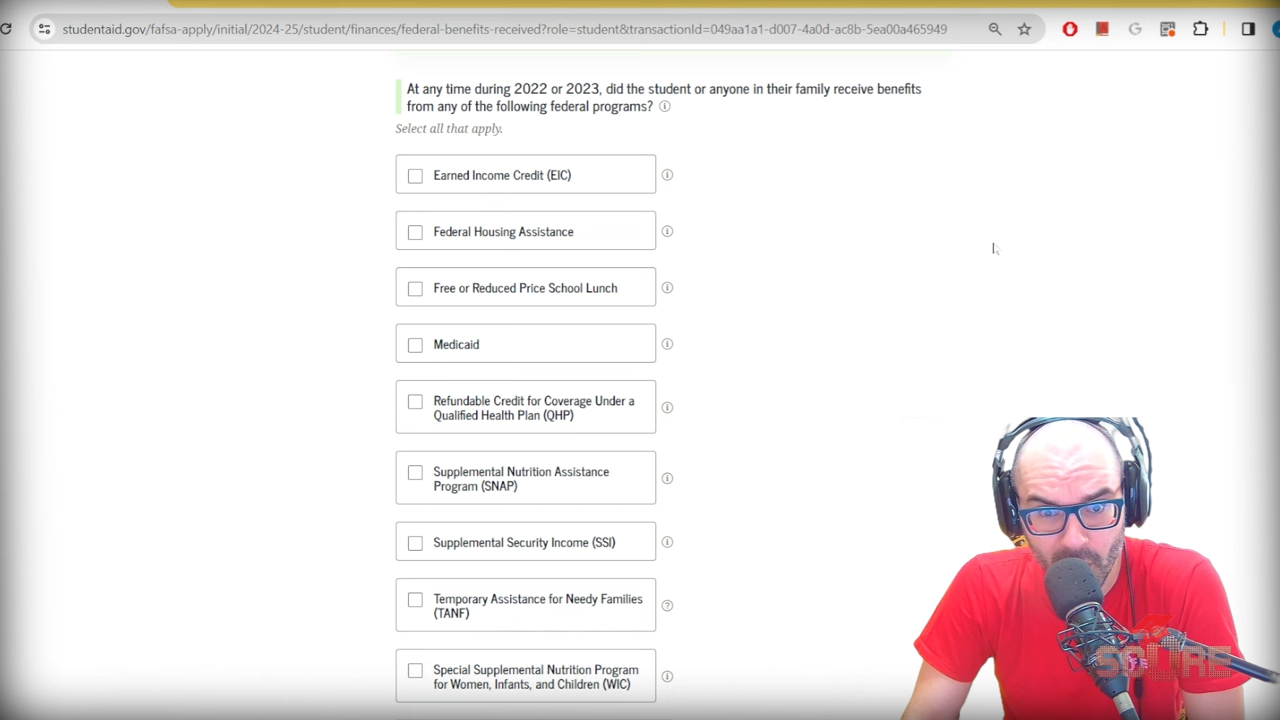 studentaid.gov/fafsa-apply/initial/2024-25/student/finances/federal-benefits-received?role=student&transactionId=049aa1a1-d007-4a0d-ac8b-5ea00a465949
At any time during 2022 or 2023, did the student or anyone in their family receive benefits
from any of the following federal programs?
Select all that apply.
Earned Income Credit (EIC)
Federal Housing Assistance
Free or Reduced Price School Lunch
Medicaid
Refundable Credit for Coverage Under a
Qualified Health Plan (QHP)
Supplemental Nutrition Assistance
Program (SNAP)
Supplemental Security Income (SSI)
Temporary Assistance for Needy Families
(TANF)
Special Supplemental Nutrition Program
for Women, Infants, and Children (WIC)